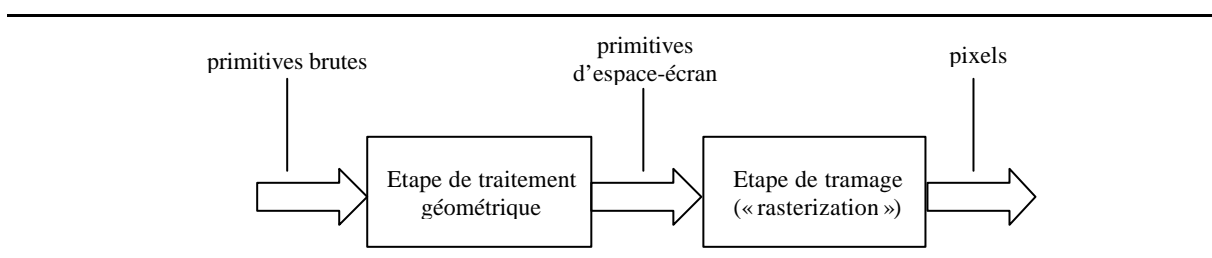 primitives brutes
primitives
d'espace-écran
pixels
Etape de traitement
géométrique
Etape de tramage
(« rasterization »)